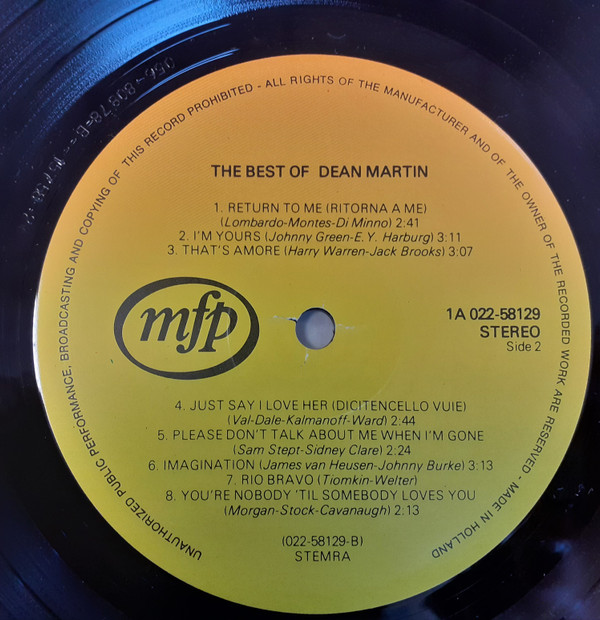 UNAUTHORIZED PUBLIC PERFORMANCE, BROADCASTING AND COPYING OF THIS RECORD PROHIBITED - ALL RIGHTS OF THE MANUFACTURER AND OF THE OWNER OF THE RECORDED WORK ARE RESERVED - MADE IN HOLLAND
THE BEST OF DEAN MARTIN
1. RETURN TO ME (RITORNA A ME)
(Lombardo-Montes-Di Minno) 2:41
2. I'M YOURS (Johnny Green-E.Y. Harburg) 3:11
3. THAT'S AMORE (Harry Warren-Jack Brooks) 3:07
mfp
1A 022-58129
STEREO
Side 2
4. JUST SAY I LOVE HER (DICITENCELLO VUIE)
(Val-Dale-Kalmanoff-Ward) 2:44
5. PLEASE DON'T TALK ABOUT ME WHEN I'M GONE
(Sam Stept-Sidney Clare) 2:24
6. IMAGINATION (James van Heusen-Johnny Burke) 3:13
7. RIO BRAVO (Tiomkin-Welter)
8. YOU'RE NOBODY 'TIL SOMEBODY LOVES YOU
(Morgan-Stock-Cavanaugh) 2:13
(022-58129-B)
STEMRA